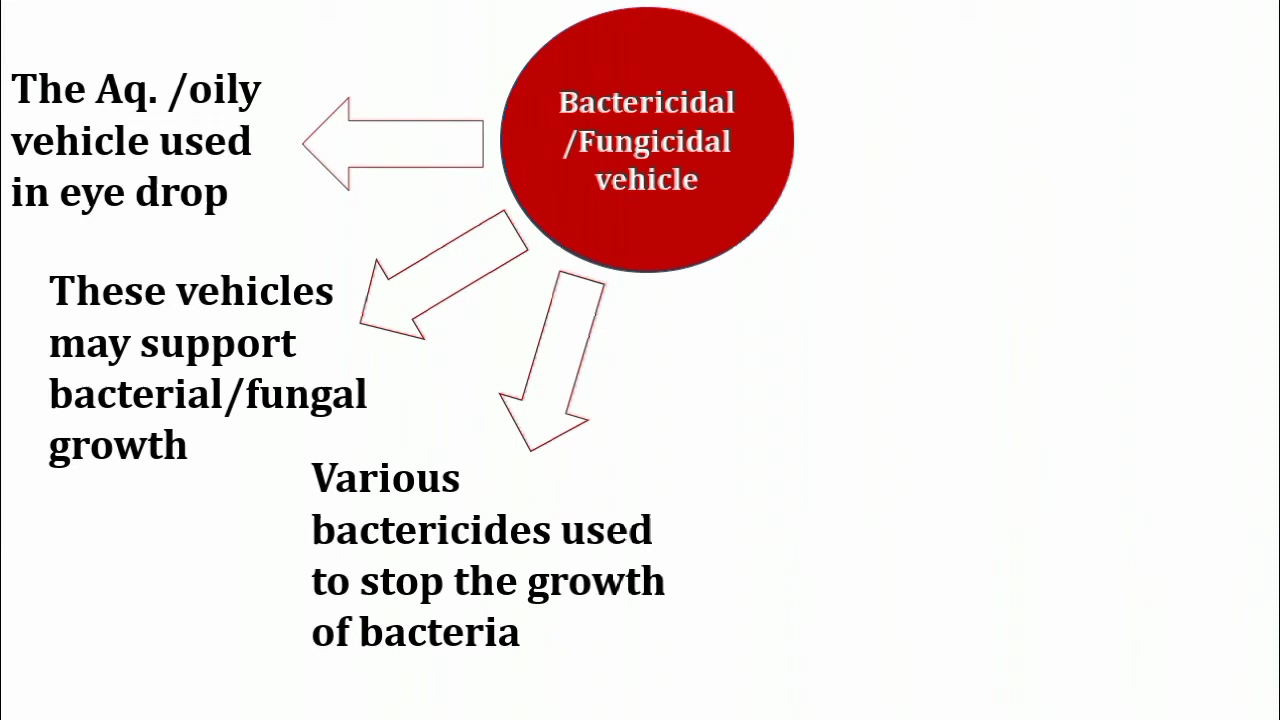 Bactericidal
/Fungicidal
vehicle
The Aq. /oily
vehicle used
in eye drop
These vehicles
may support
bacterial/fungal
growth
Various
bactericides used
to stop the growth
of bacteria